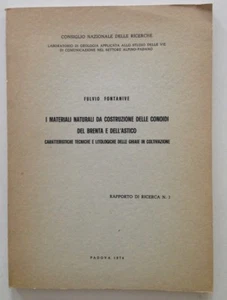 CONSIGLIO NAZIONALE DELLE RICERCHE
LABORATORIO DI GEOLOGIA APPLICATA ALLO STUDIO DELLE VIE
DI COMUNICAZIONE DEL SETTORE ALPINO-PADANO
FULVIO FONTANIVE
I MATERIALI NATURALI DA COSTRUZIONE DELLE CONOIDI
DEL BRENTA E DELL'ASTICO
CARATTERISTICHE TECNICHE E LITOLOGICHE DELLE GHIAIE IN COLTIVAZIONE
RAPPORTO DI RICERCA N. 3
PADOVA 1974